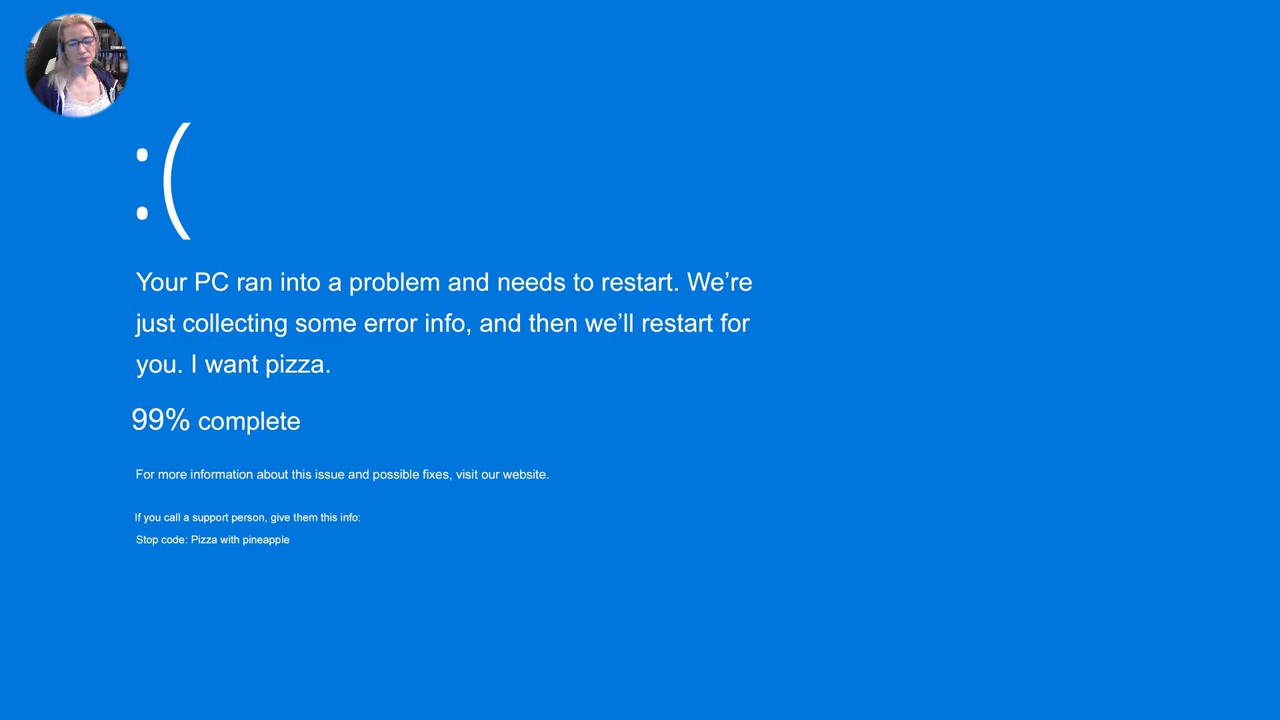 :(
Your PC ran into a problem and needs to restart. We’re
just collecting some error info, and then we’ll restart for
you. I want pizza.
99% complete
For more information about this issue and possible fixes, visit our website.
If you call a support person, give them this info:
Stop code: Pizza with pineapple